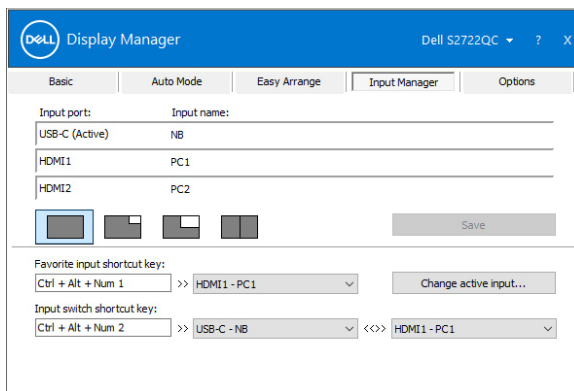 DELL Display Manager Dell S2722QC ? X
Basic Auto Mode Easy Arrange Input Manager Options
Input port: Input name:
USB-C (Active) NB
HDMI1 PC1
HDMI2 PC2
Save
Favorite input shortcut key:
Ctrl + Alt + Num 1 >> HDMI1 - PC1 Change active input...
Input switch shortcut key:
Ctrl + Alt + Num 2 >> USB-C - NB <<>> HDMI1 - PC1